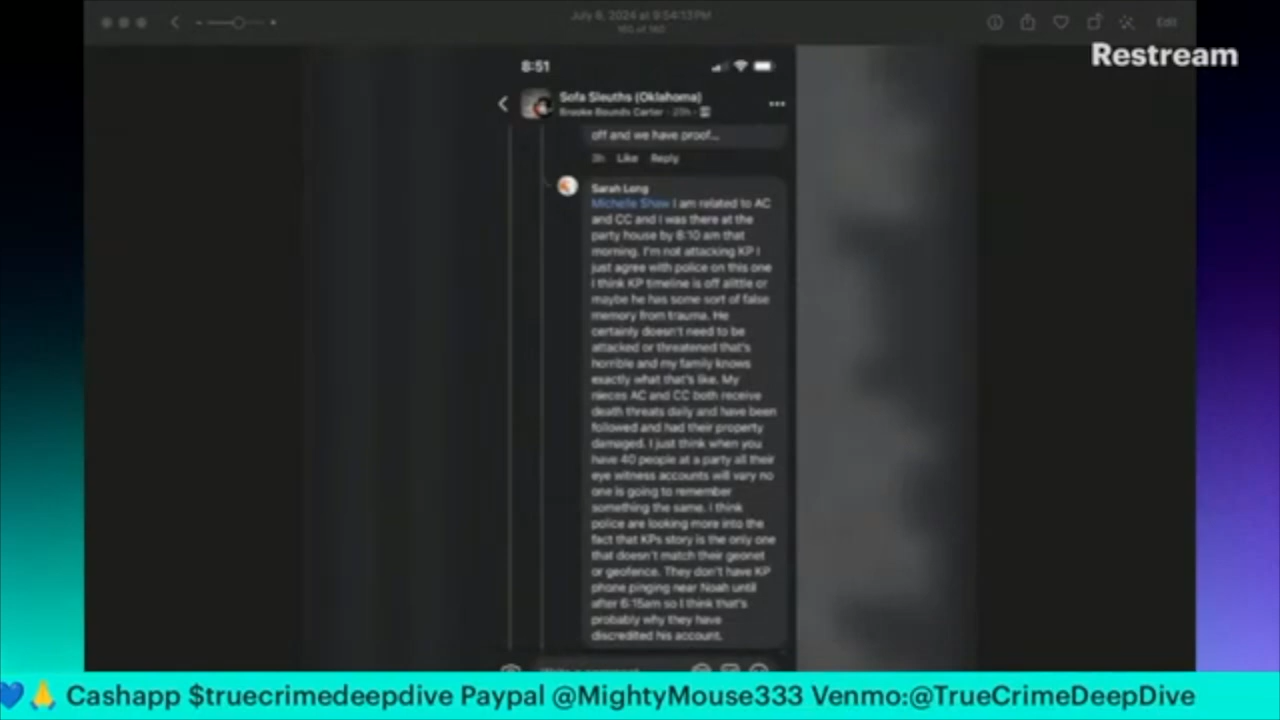 July 6, 2024 at 9:54:13 PM
160 of 160
Edit
Restream
8:51
Sofa Sleuths (Oklahoma)
Brooke Bounds Carter · 21h ·
off and we have proof...
3h Like Reply
Sarah Long
Michelle Shaw I am related to AC
and CC and I was there at the
party house by 6:10 am that
morning. I'm not attacking KP I
just agree with police on this one
I think KP timeline is off alittle or
maybe he has some sort of false
memory from trauma. He
certainly doesn't need to be
attacked or threatened that's
horrible and my family knows
exactly what that's like. My
nieces AC and CC both receive
death threats daily and have been
followed and had their property
damaged. I just think when you
have 40 people at a party all their
eye witness accounts will vary no
one is going to remember
something the same. I think
police are looking more into the
fact that KPs story is the only one
that doesn't match their geonet
or geofence. They don't have KP
phone pinging near Noah until
after 6:15am so I think that's
probably why they have
discredited his account.
💙🙏 Cashapp $truecrimedeepdive Paypal @MightyMouse333 Venmo:@TrueCrimeDeepDive